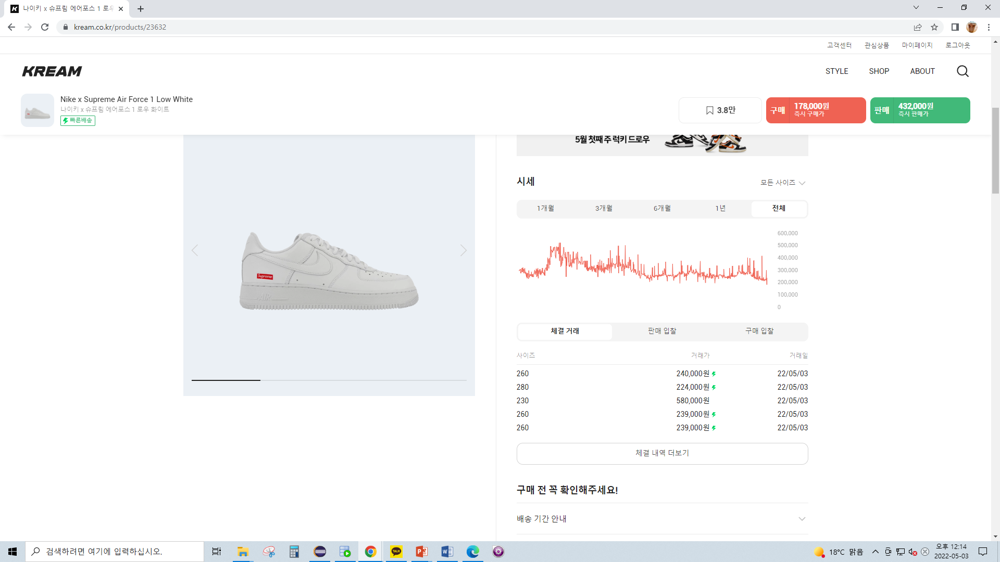 나이키 x 슈프림 에어포스 1 로우
kream.co.kr/products/23632
고객센터 관심상품 마이페이지 로그아웃
KREAM
STYLE SHOP ABOUT
Nike x Supreme Air Force 1 Low White
나이키 x 슈프림 에어포스 1 로우 화이트
빠른배송
3.8만
구매 178,000원
즉시 구매가
판매 432,000원
즉시 판매가
5월 첫째 주 럭키 드로우
Supreme
AIR
시세
모든 사이즈
1개월 3개월 6개월 1년 전체
600,000
500,000
400,000
300,000
200,000
100,000
0
체결 거래 판매 입찰 구매 입찰
사이즈 거래가 거래일
260 240,000원 22/05/03
280 224,000원 22/05/03
230 580,000원 22/05/03
260 239,000원 22/05/03
260 239,000원 22/05/03
체결 내역 더보기
구매 전 꼭 확인해주세요!
배송 기간 안내
검색하려면 여기에 입력하십시오.
TALK
18°C 맑음
오후 12:14
2022-05-03